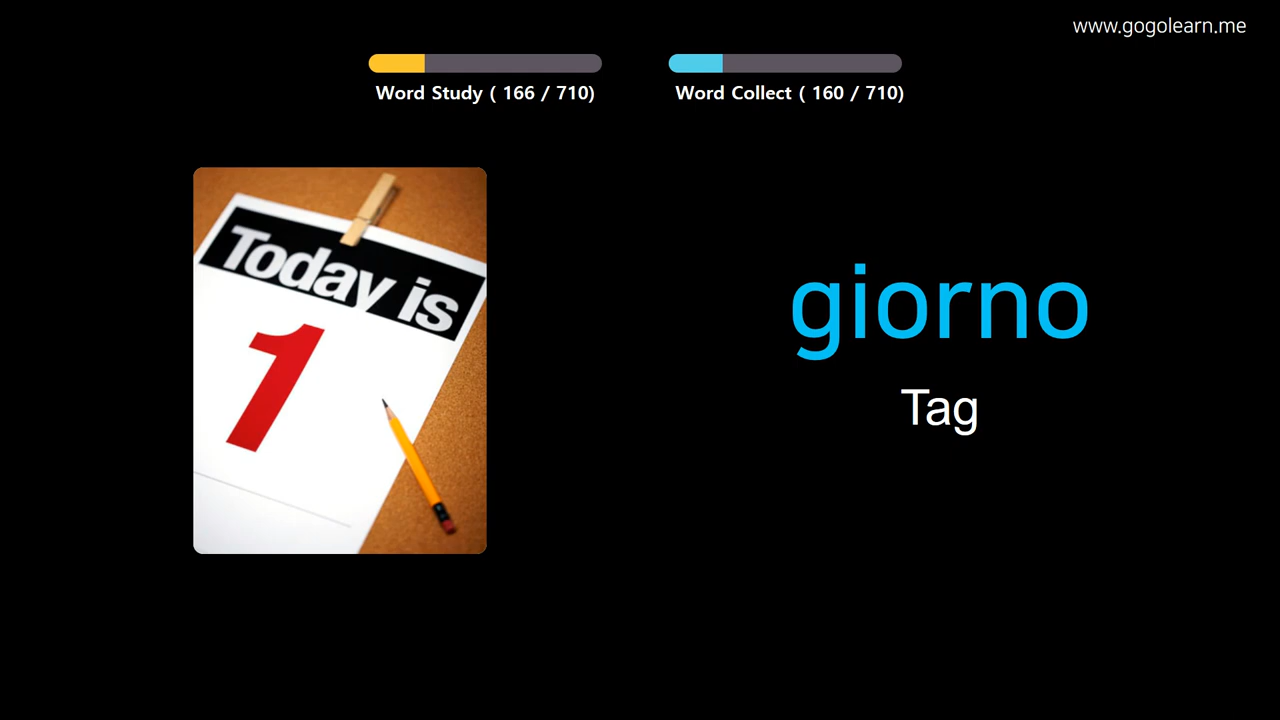 www.gogolearn.me
Word Study ( 166 / 710)
Word Collect ( 160 / 710)
Today is
1
giorno
Tag